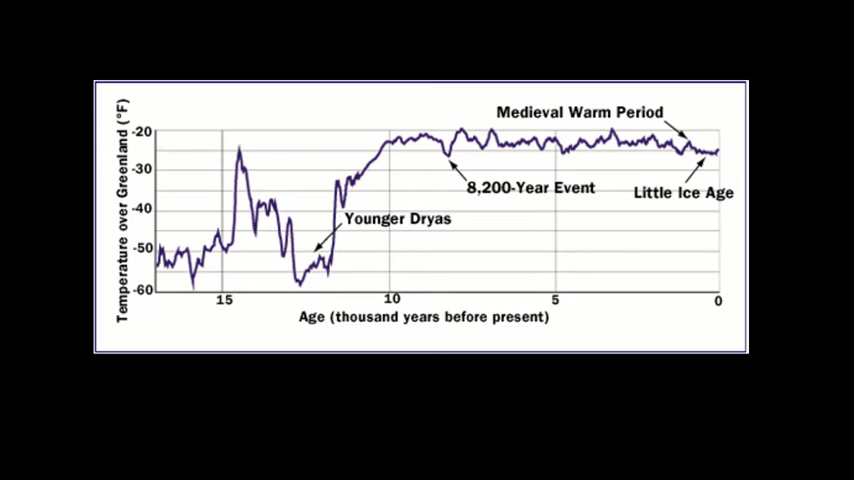 Temperature over Greenland (°F)
-20
-30
-40
-50
-60
Medieval Warm Period
8,200-Year Event
Little Ice Age
Younger Dryas
15
10
5
0
Age (thousand years before present)